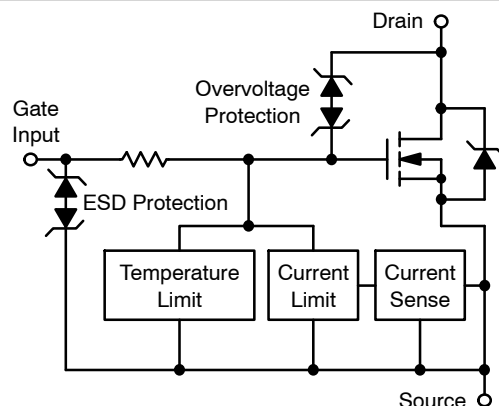 Drain
Overvoltage
Protection
Gate
Input
ESD Protection
Temperature
Limit
Current
Limit
Current
Sense
Source